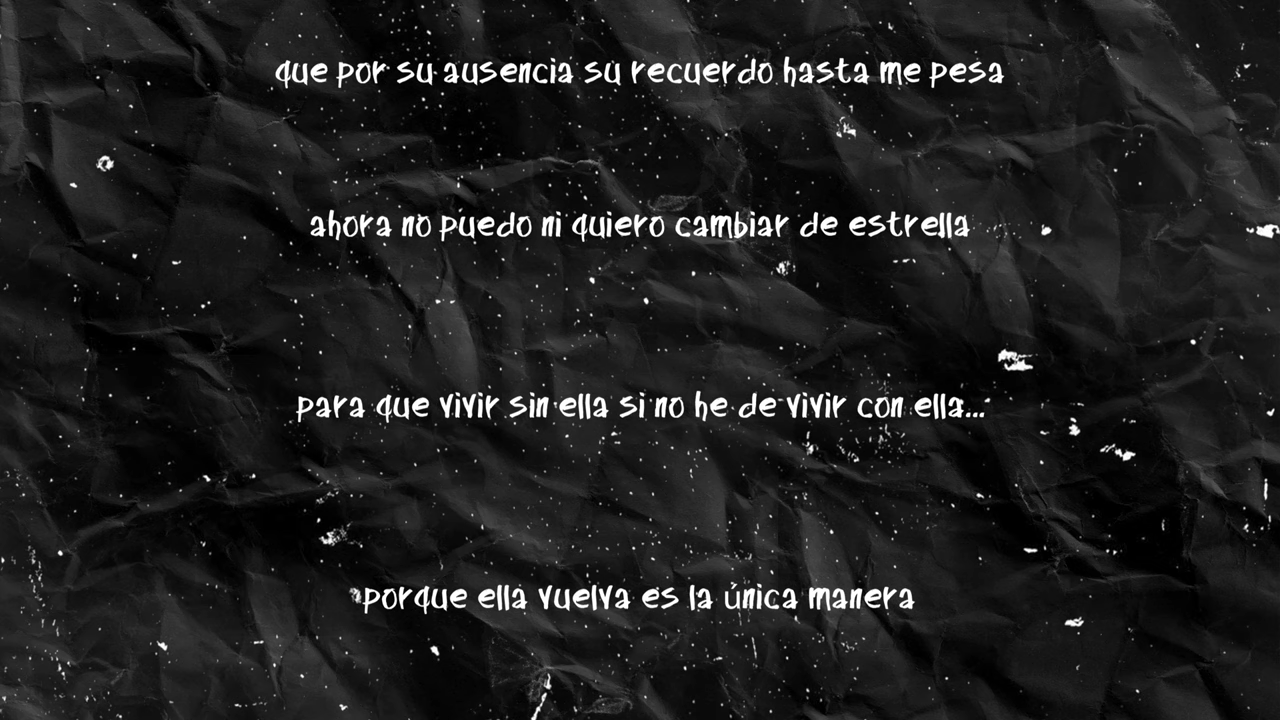 que por su ausencia su recuerdo hasta me pesa
ahora no puedo ni quiero cambiar de estrella
para que vivir sin ella si no he de vivir con ella...
porque ella vuelva es la única manera